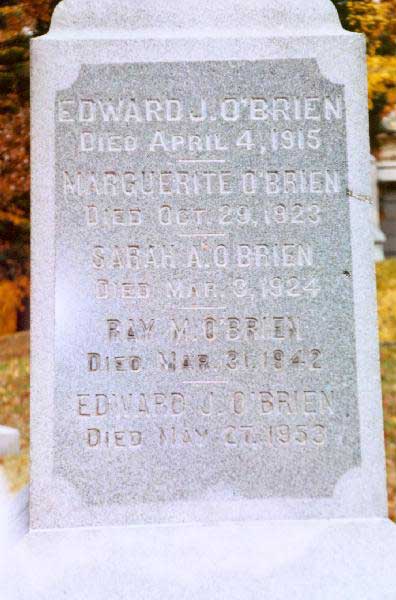 EDWARD J. O'BRIEN
DIED APRIL 4, 1915
MARGUERITE O'BRIEN
DIED OCT. 29, 1923
SARAH A. O'BRIEN
DIED MAR. 3, 1924
RAY M. O'BRIEN
DIED MAR. 31, 1942
EDWARD J. O'BRIEN
DIED MAY 27, 1953